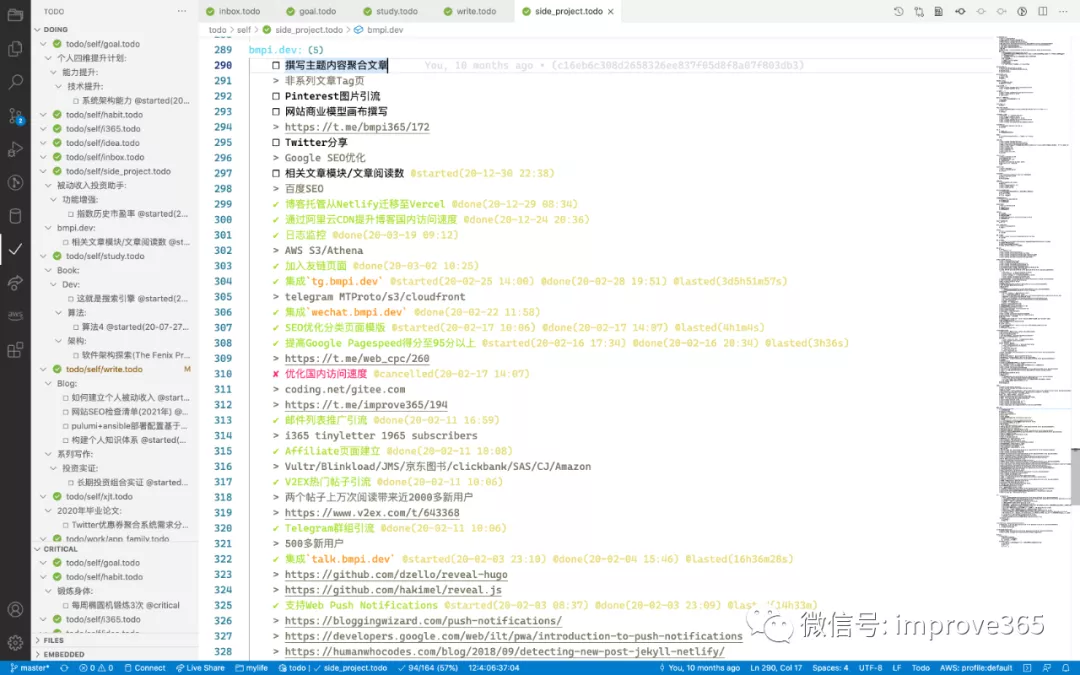 TODO ···
inbox.todo goal.todo study.todo write.todo side_project.todo ×
todo > self > side_project.todo > bmpi.dev
DOING
todo/self/goal.todo
个人四维提升计划:
能力提升:
技术提升:
系统架构能力 @started(20...
todo/self/habit.todo
todo/self/i365.todo
todo/self/idea.todo
todo/self/inbox.todo
todo/self/side_project.todo
被动收入投资助手:
功能增强:
指数历史市盈率 @started(2...
bmpi.dev:
相关文章模块/文章阅读数 @st...
todo/self/study.todo
Book:
Dev:
这就是搜索引擎 @started(2...
算法:
算法4 @started(20-07-27...
架构:
软件架构探索(The Fenix Pr...
todo/self/write.todo M
Blog:
如何建立个人被动收入 @start...
网站SEO检查清单(2021年) @...
pulumi+ansible部署配置基于...
构建个人知识体系 @started(...
系列写作:
投资实证:
长期投资组合实证 @started...
todo/self/xjt.todo
2020年毕业论文:
Twitter优惠券聚合系统需求分...
todo/work/app_family.todo
CRITICAL
todo/self/goal.todo
todo/self/habit.todo
锻炼身体:
每周椭圆机锻炼3次 @critical
todo/self/i365.todo
FILES
EMBEDDED
289 bmpi.dev: (5)
290 □ 撰写主题内容聚合文章 You, 10 months ago •
291 > 非系列文章Tag页
292 □ Pinterest图片引流
293 □ 网站商业模型画布撰写
294 > https://t.me/bmpi365/172
295 □ Twitter分享
296 > Google SEO优化
297 □ 相关文章模块/文章阅读数 @started(20-12-30 22:38)
298 > 百度SEO
299 ✔ 博客托管从Netlify迁移至Vercel @done(20-12-29 08:34)
300 ✔ 通过阿里云CDN提升博客国内访问速度 @done(20-12-24 20:36)
301 ✔ 日志监控 @done(20-03-19 09:12)
302 > AWS S3/Athena
303 ✔ 加入友链页面 @done(20-03-02 10:25)
304 ✔ 集成`tg.bmpi.dev` @started(20-02-25 14:00) @done(20-02-28 19:51) @lasted(3d5h51m57s)
305 > telegram MTProto/s3/cloudfront
306 ✔ 集成`wechat.bmpi.dev` @done(20-02-22 11:58)
307 ✔ SEO优化分类页面模版 @started(20-02-17 10:06) @done(20-02-17 14:07) @lasted(4h1m4s)
308 ✔ 提高Google Pagespeed得分至95分以上 @started(20-02-16 17:34) @done(20-02-16 20:34) @lasted(3h36s)
309 > https://t.me/web_cpc/260
310 ✘ 优化国内访问速度 @cancelled(20-02-17 14:07)
311 > coding.net/gitee.com
312 > https://t.me/improve365/194
313 ✔ 邮件列表推广引流 @done(20-02-11 16:59)
314 > i365 tinyletter 1965 subscribers
315 ✔ Affiliate页面建立 @done(20-02-11 10:08)
316 > Vultr/Blinkload/JMS/京东图书/clickbank/SAS/CJ/Amazon
317 ✔ V2EX热门帖子引流 @done(20-02-11 10:06)
318 > 两个帖子上万次阅读带来近2000多新用户
319 > https://www.v2ex.com/t/643368
320 ✔ Telegram群组引流 @done(20-02-11 10:06)
321 > 500多新用户
322 ✔ 集成`talk.bmpi.dev` @started(20-02-03 23:10) @done(20-02-04 15:46) @lasted(16h36m28s)
323 > https://github.com/dzello/reveal-hugo
324 > https://github.com/hakimel/reveal.js
325 ✔ 支持Web Push Notifications @started(20-02-03 08:37) @done(20-02-03 23:09)
326 > https://bloggingwizard.com/push-notifications/
327 > https://developers.google.com/web/ilt/pwa/introduction-to-push-notifications
328 > https://humanwhocodes.com/blog/2018/09/detecting-new-post-jekyll-netlify/
微信号: improve365
master* 0 0 Connect Live Share mylife todo | side_project.todo 94/164 (57%) 12:4:06:37:04 You, 10 months ago Ln 290, Col 17 Spaces: 4 UTF-8 LF Todo AWS: profile:default